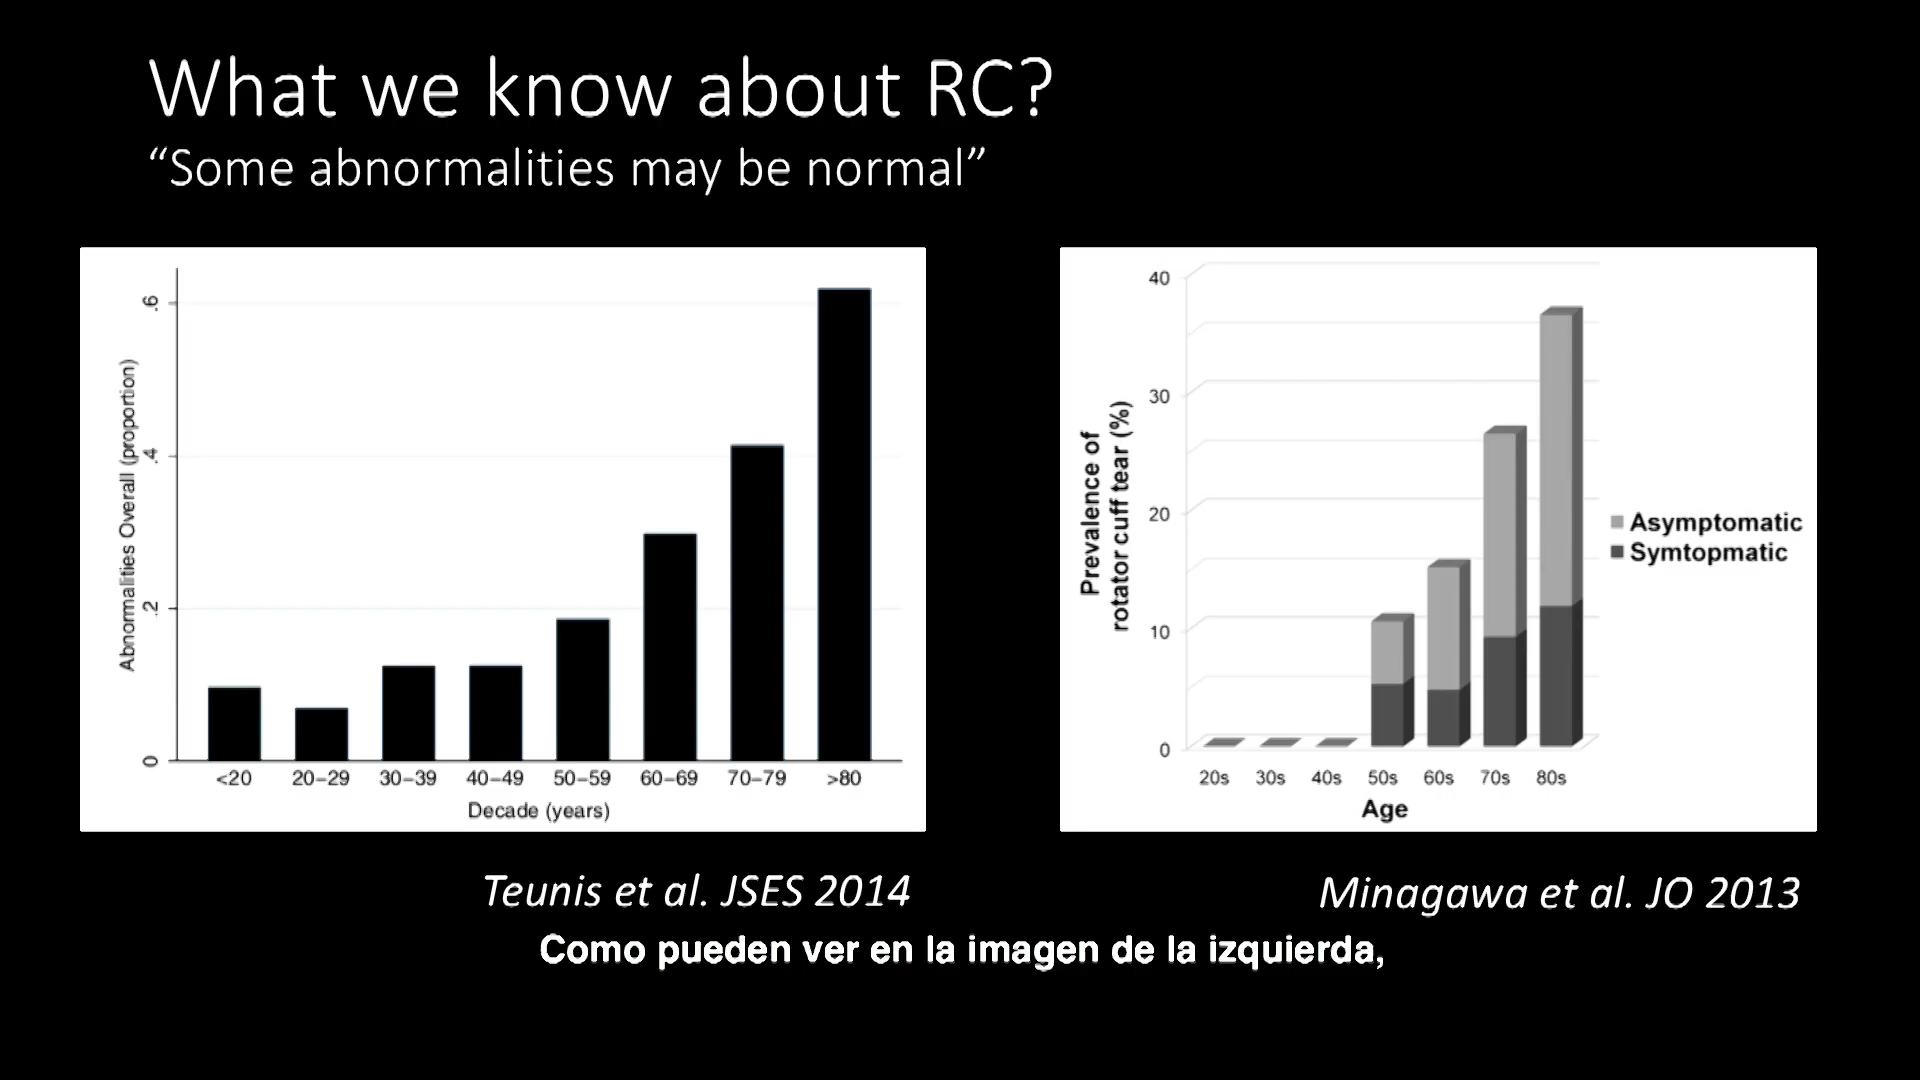 What we know about RC?
“Some abnormalities may be normal”
Abnormalities Overall (proportion)
.6
.4
.2
0
<20 20–29 30–39 40–49 50–59 60–69 70–79 >80
Decade (years)
Prevalence of
rotator cuff tear (%)
40
30
20
10
0
20s 30s 40s 50s 60s 70s 80s
Age
Asymptomatic
Symtopmatic
Teunis et al. JSES 2014
Minagawa et al. JO 2013
Como pueden ver en la imagen de la izquierda,